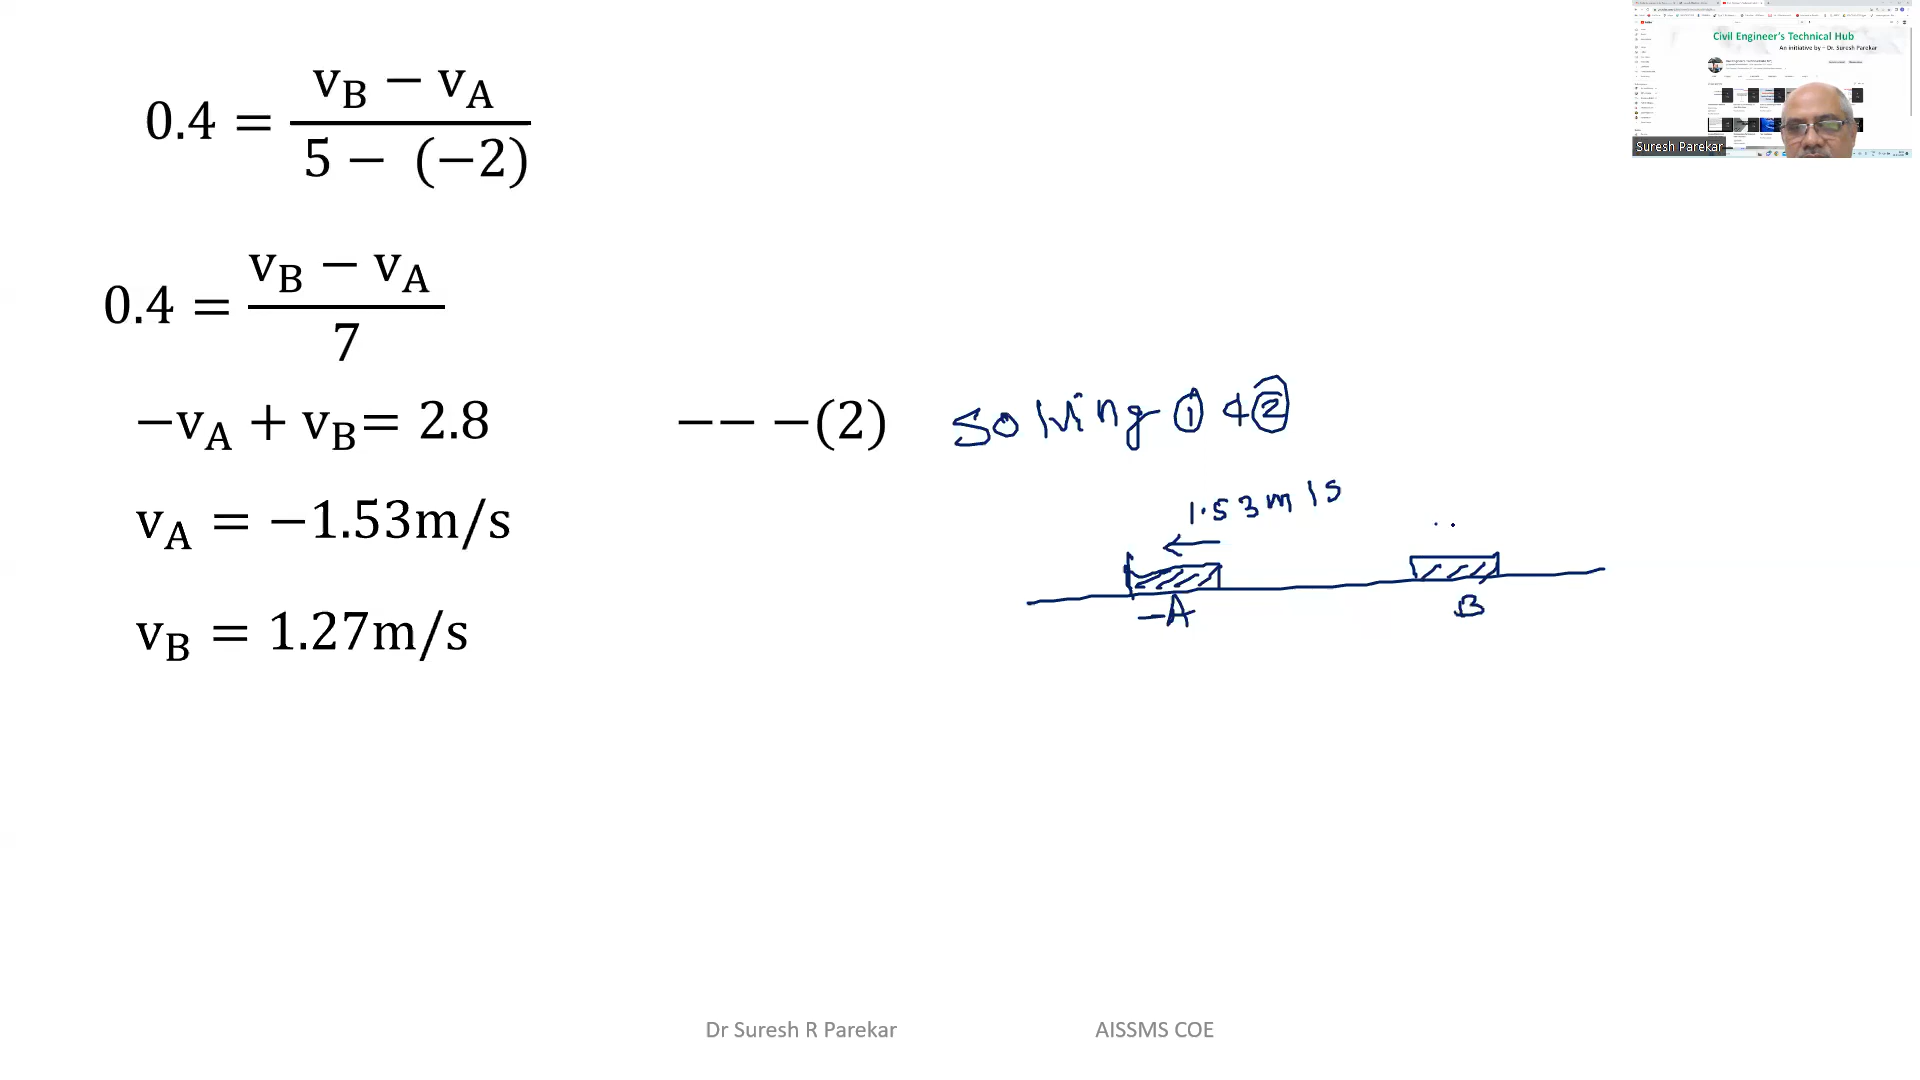 0.4 = (v_B − v_A) / (5 − (−2))
0.4 = (v_B − v_A) / 7
−v_A + v_B = 2.8 −− −(2) Solving ① & ②
v_A = −1.53m/s
v_B = 1.27m/s
1.53 m/s
A
B
Civil Engineer's Technical Hub
An initiative by – Dr. Suresh Parekar
Suresh Parekar
Dr Suresh R Parekar AISSMS COE